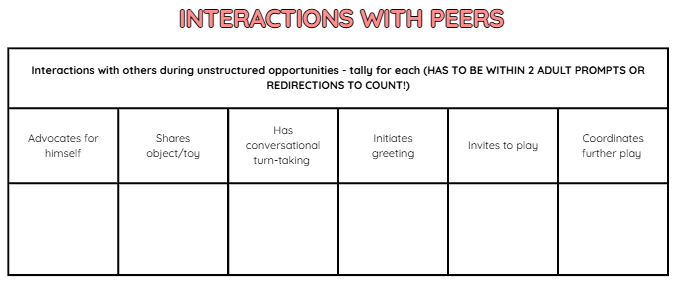 INTERACTIONS WITH PEERS
Interactions with others during unstructured opportunities - tally for each (HAS TO BE WITHIN 2 ADULT PROMPTS OR
REDIRECTIONS TO COUNT!)
Advocates for
himself
Shares
object/toy
Has
conversational
turn-taking
Initiates
greeting
Invites to play
Coordinates
further play